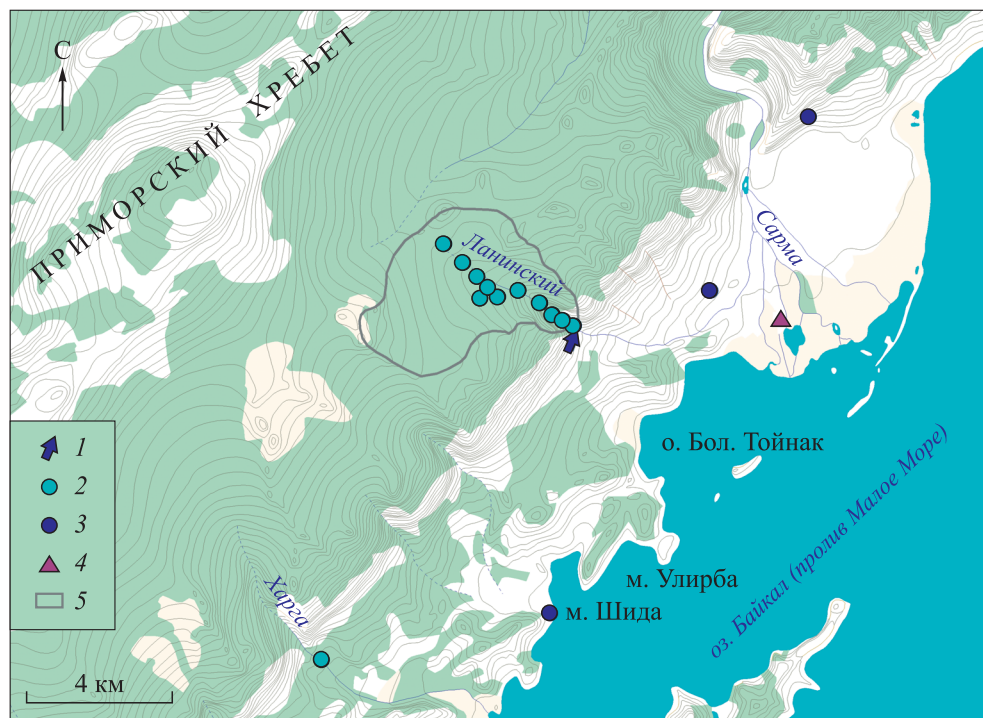 С
ПРИМОРСКИЙ ХРЕБЕТ
Ланинский
Сарма
о. Бол. Тойнак
м. Улирба
м. Шида
оз. Байкал (пролив Малое Море)
Харга
1
2
3
4
5
4 км